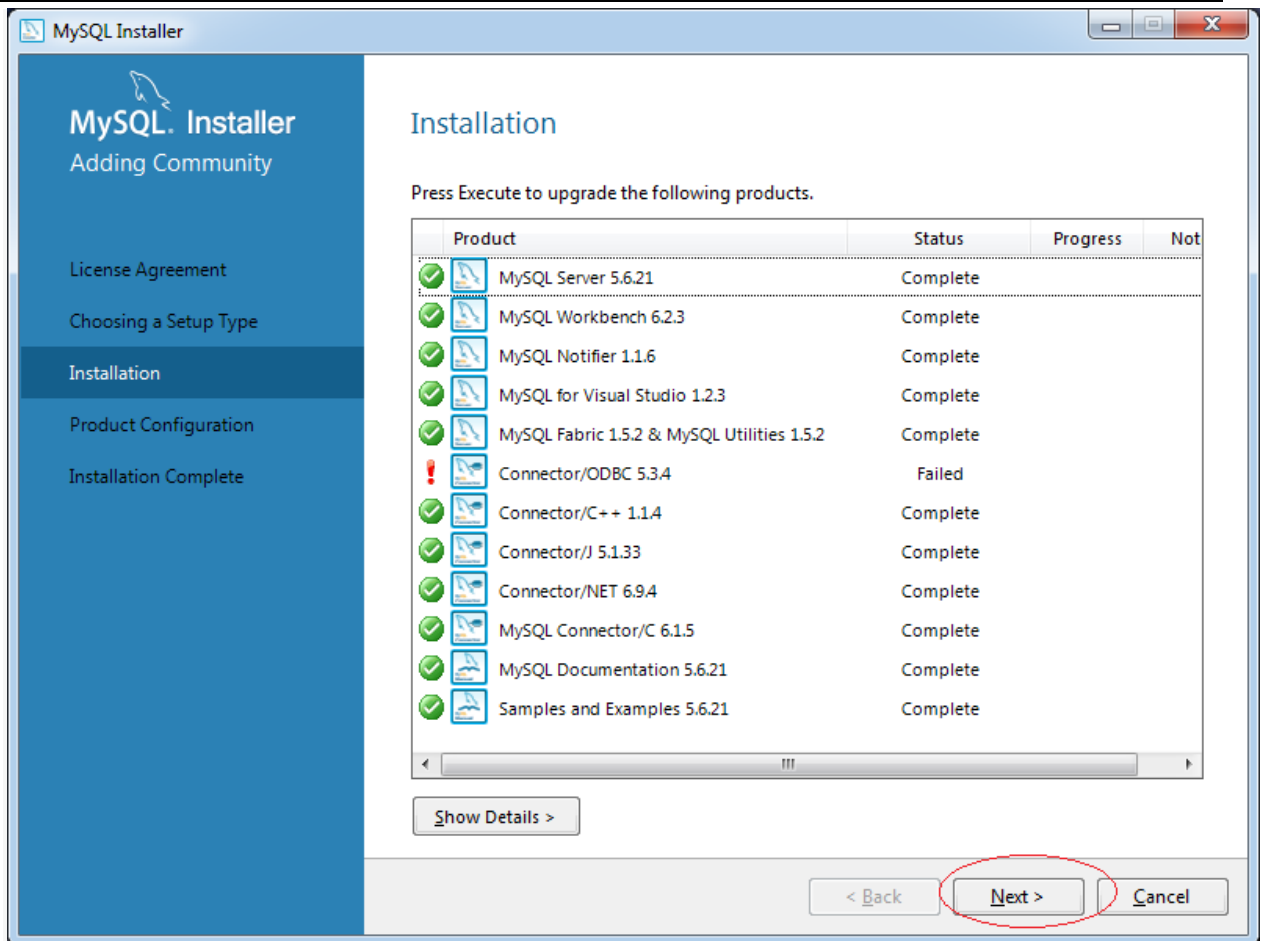 MySQL Installer
MySQL. Installer
Adding Community
License Agreement
Choosing a Setup Type
Installation
Product Configuration
Installation Complete
Installation
Press Execute to upgrade the following products.
Product Status Progress Not
MySQL Server 5.6.21 Complete
MySQL Workbench 6.2.3 Complete
MySQL Notifier 1.1.6 Complete
MySQL for Visual Studio 1.2.3 Complete
MySQL Fabric 1.5.2 & MySQL Utilities 1.5.2 Complete
Connector/ODBC 5.3.4 Failed
Connector/C++ 1.1.4 Complete
Connector/J 5.1.33 Complete
Connector/NET 6.9.4 Complete
MySQL Connector/C 6.1.5 Complete
MySQL Documentation 5.6.21 Complete
Samples and Examples 5.6.21 Complete
Show Details >
< Back Next > Cancel